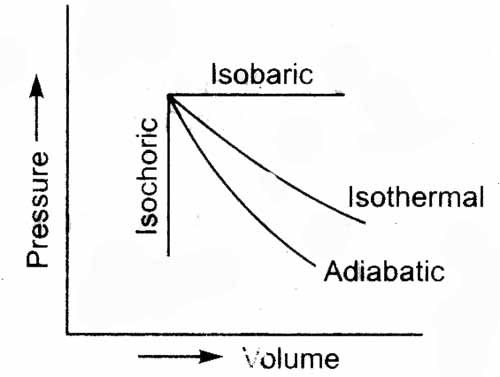 Isobaric
Isochoric
Isothermal
Adiabatic
Pressure
Volume